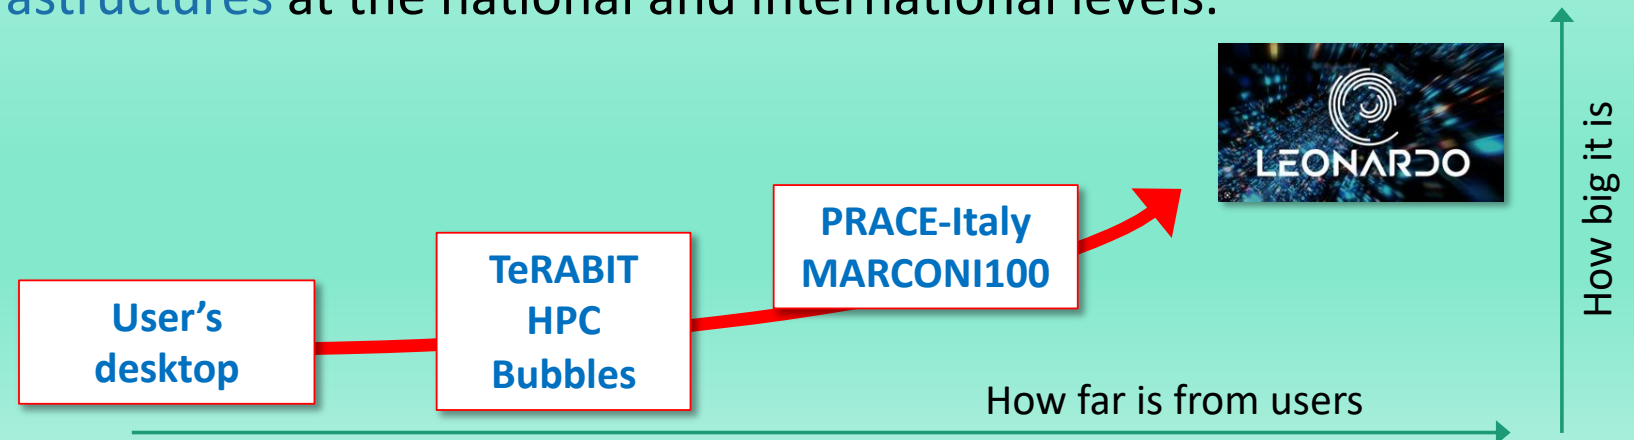 astructures at the national and international levels.
LEONARDO
PRACE-Italy
MARCONI100
TeRABIT
HPC
Bubbles
User's
desktop
How far is from users
How big it is